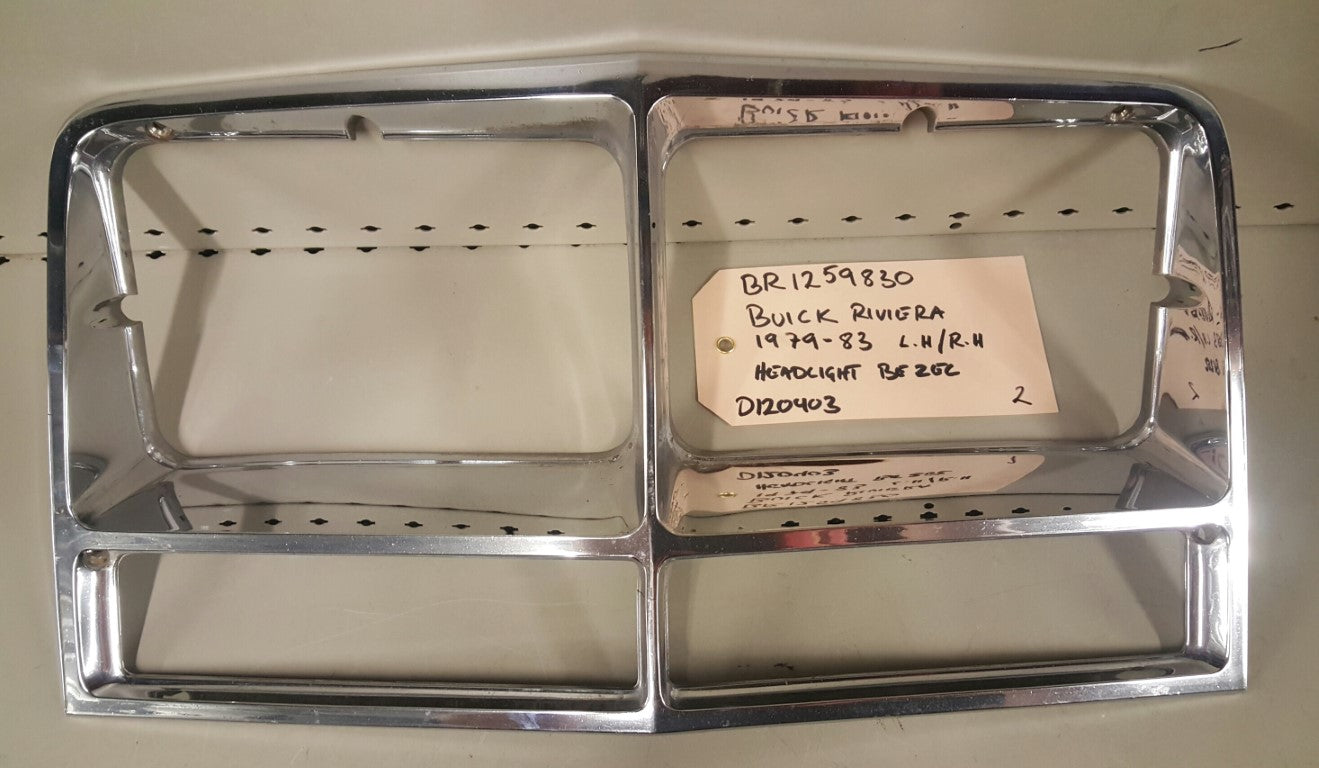 BR1259830
BUICK RIVIERA
1979-83 L.H/R.H
HEADLIGHT BEZEL
D120403
2